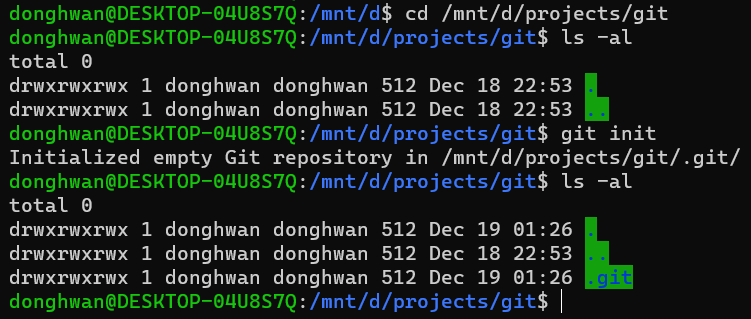 donghwan@DESKTOP-04U8S7Q:/mnt/d$ cd /mnt/d/projects/git
donghwan@DESKTOP-04U8S7Q:/mnt/d/projects/git$ ls -al
total 0
drwxrwxrwx 1 donghwan donghwan 512 Dec 18 22:53 .
drwxrwxrwx 1 donghwan donghwan 512 Dec 18 22:53 ..
donghwan@DESKTOP-04U8S7Q:/mnt/d/projects/git$ git init
Initialized empty Git repository in /mnt/d/projects/git/.git/
donghwan@DESKTOP-04U8S7Q:/mnt/d/projects/git$ ls -al
total 0
drwxrwxrwx 1 donghwan donghwan 512 Dec 19 01:26 .
drwxrwxrwx 1 donghwan donghwan 512 Dec 18 22:53 ..
drwxrwxrwx 1 donghwan donghwan 512 Dec 19 01:26 .git
donghwan@DESKTOP-04U8S7Q:/mnt/d/projects/git$